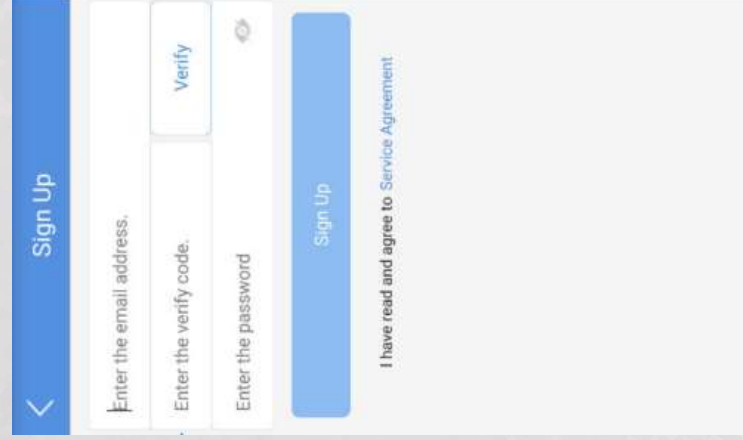 Sign Up
Enter the email address.
Enter the verify code.
Verify
Enter the password
Sign Up
I have read and agree to Service Agreement